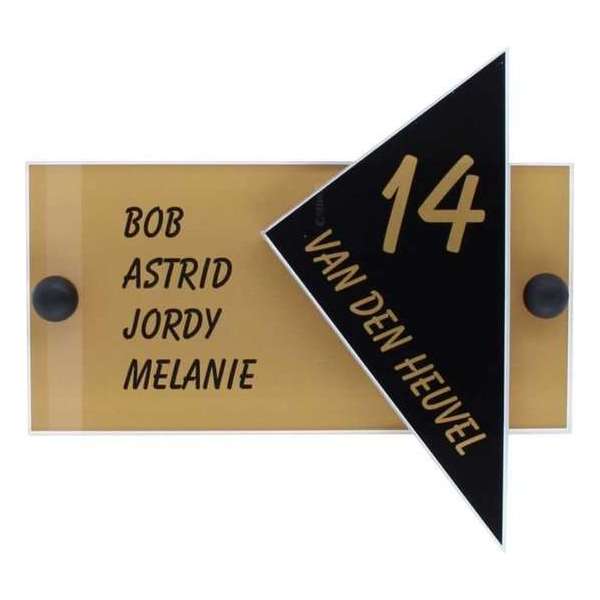 BOB
ASTRID
JORDY
MELANIE
14
VAN DEN HEUVEL